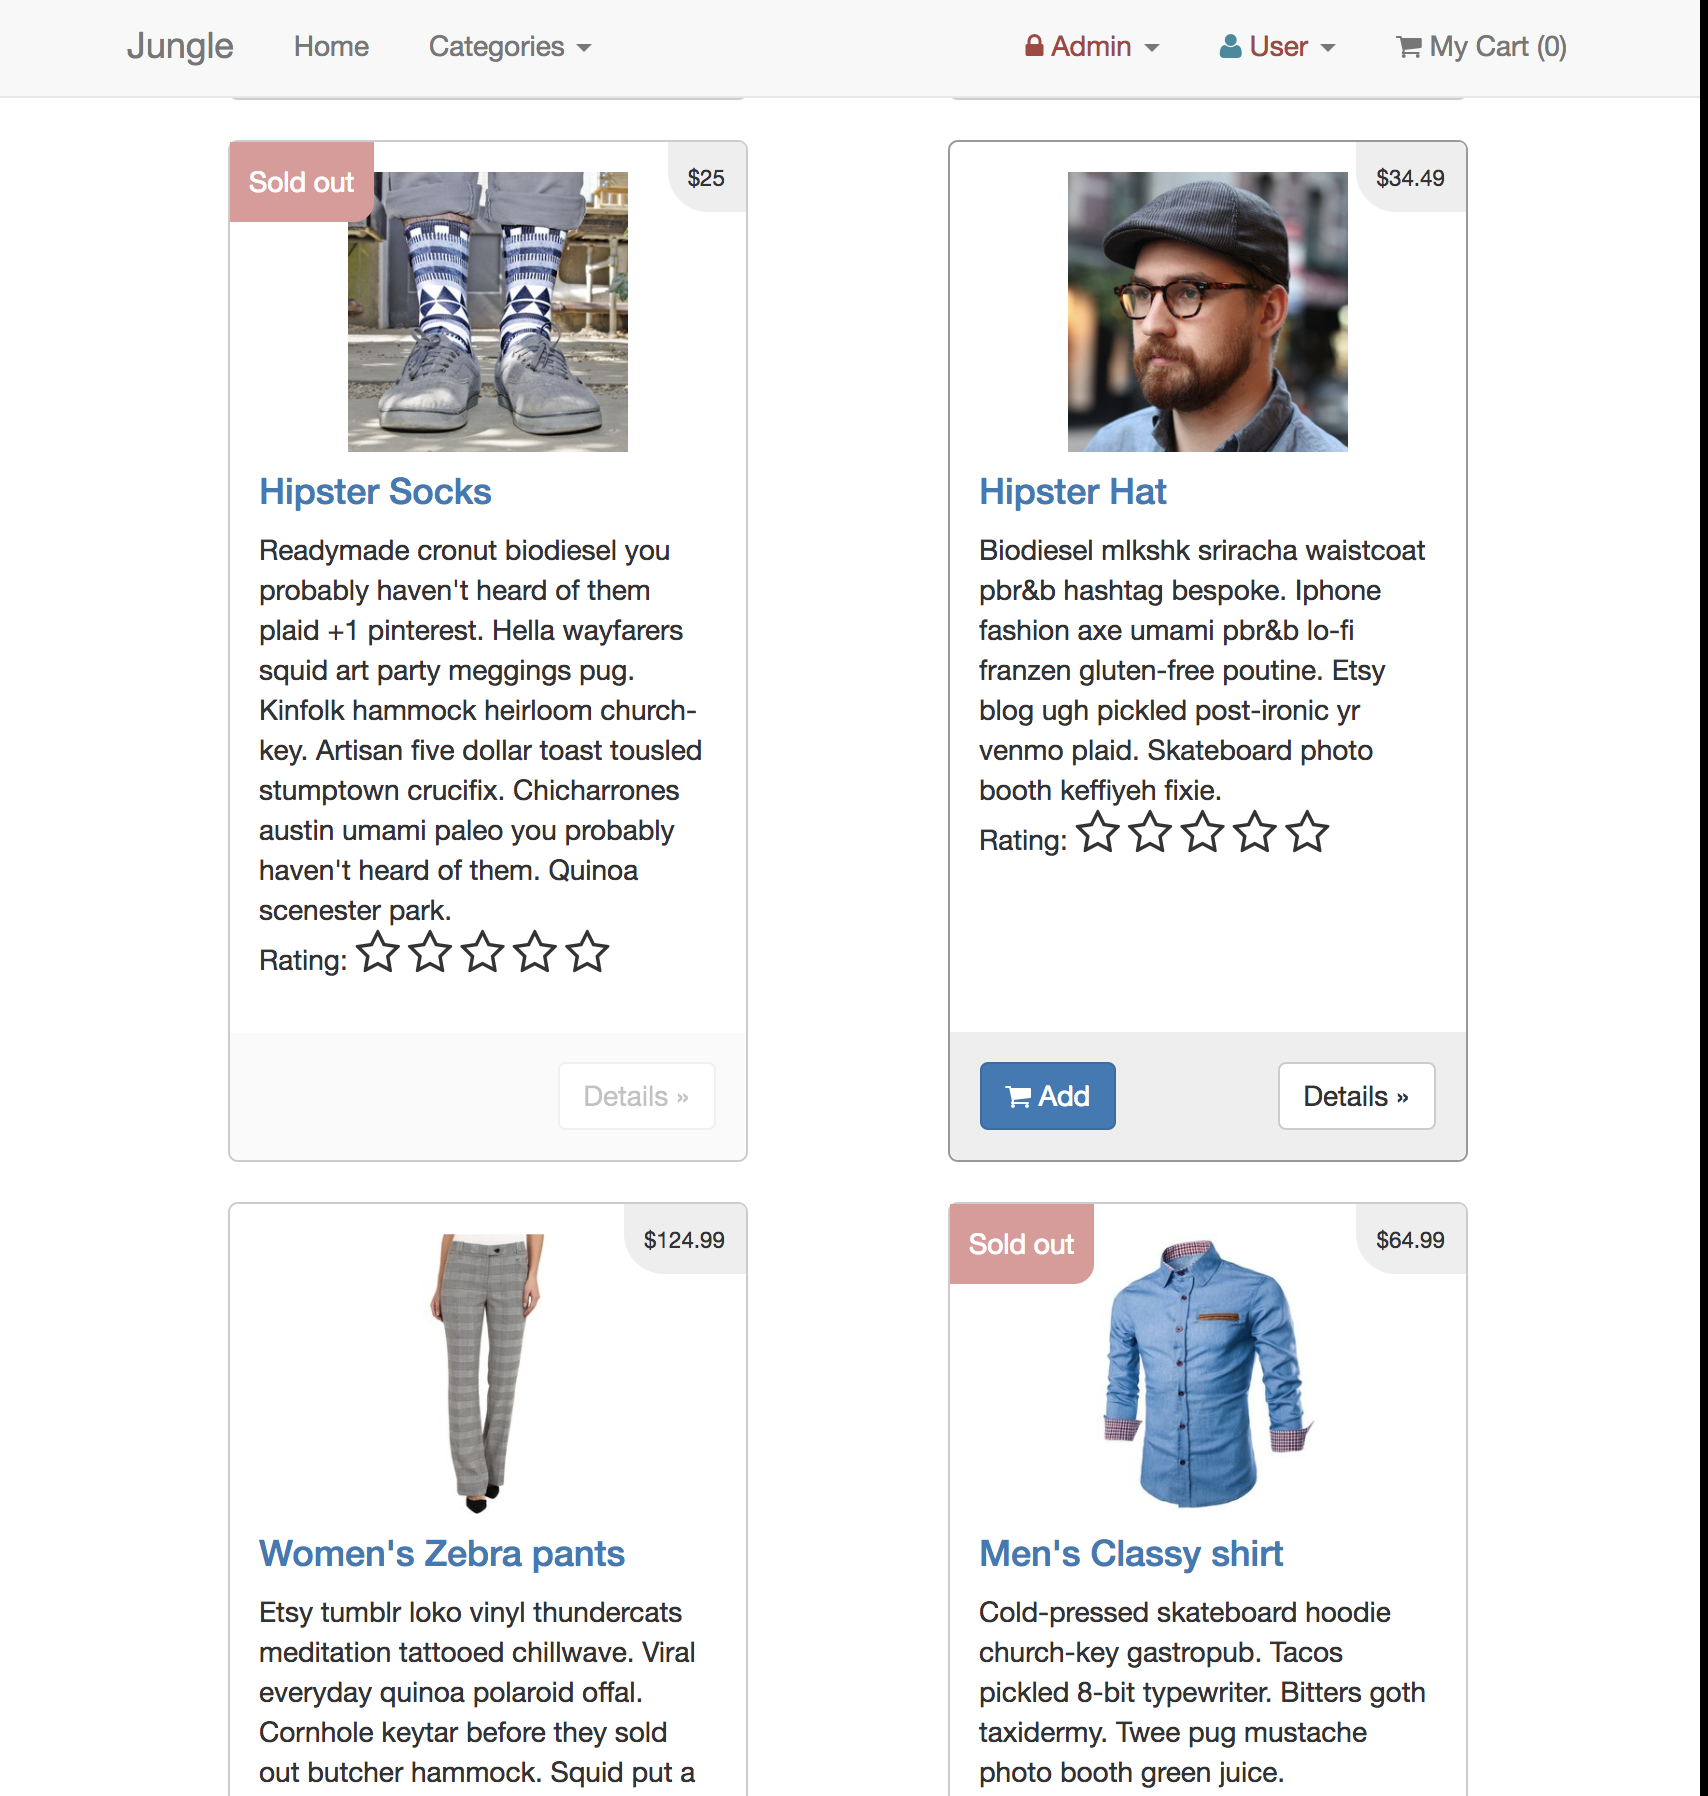 Jungle Home Categories Admin User My Cart (0)
Sold out
$25
Hipster Socks
Readymade cronut biodiesel you
probably haven't heard of them
plaid +1 pinterest. Hella wayfarers
squid art party meggings pug.
Kinfolk hammock heirloom church-
key. Artisan five dollar toast tousled
stumptown crucifix. Chicharrones
austin umami paleo you probably
haven't heard of them. Quinoa
scenester park.
Rating:
Details »
$34.49
Hipster Hat
Biodiesel mlkshk sriracha waistcoat
pbr&b hashtag bespoke. Iphone
fashion axe umami pbr&b lo-fi
franzen gluten-free poutine. Etsy
blog ugh pickled post-ironic yr
venmo plaid. Skateboard photo
booth keffiyeh fixie.
Rating:
Add
Details »
$124.99
Women's Zebra pants
Etsy tumblr loko vinyl thundercats
meditation tattooed chillwave. Viral
everyday quinoa polaroid offal.
Cornhole keytar before they sold
out butcher hammock. Squid put a
Sold out
$64.99
Men's Classy shirt
Cold-pressed skateboard hoodie
church-key gastropub. Tacos
pickled 8-bit typewriter. Bitters goth
taxidermy. Twee pug mustache
photo booth green juice.